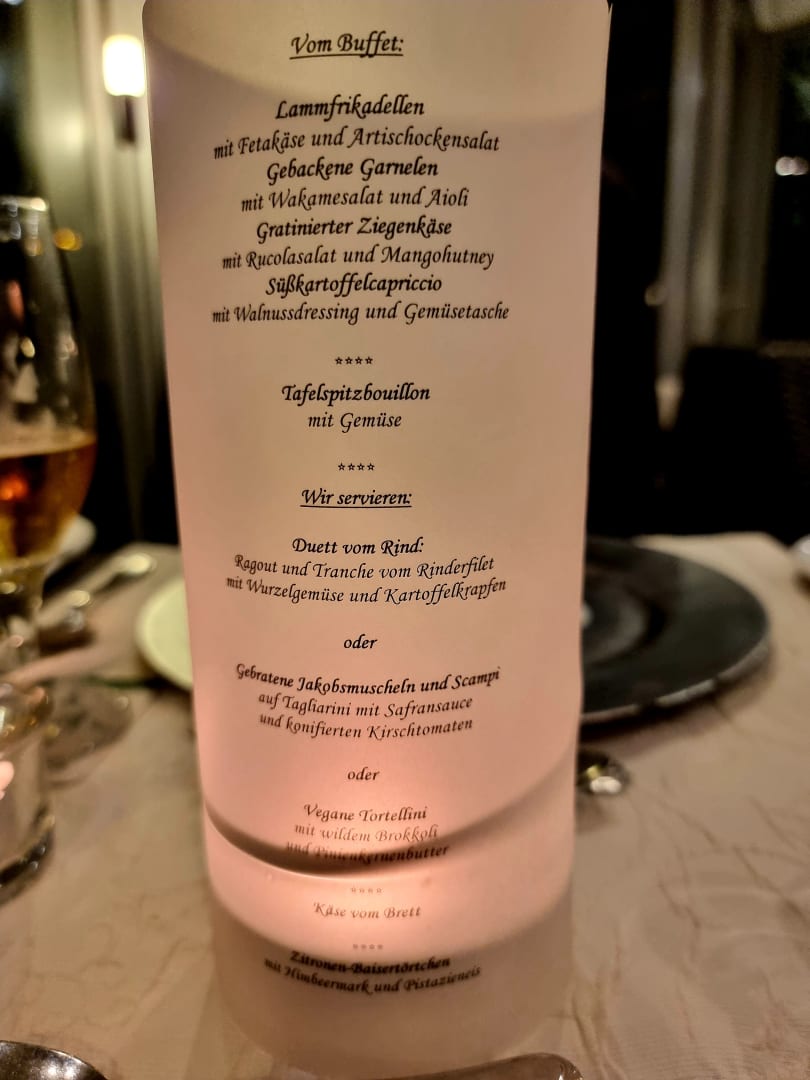 Vom Buffet:
Lammfrikadellen
mit Fetakäse und Artischockensalat
Gebackene Garnelen
mit Wakamesalat und Aioli
Gratinierter Ziegenkäse
mit Rucolasalat und Mangohutney
Süßkartoffelcapriccio
mit Walnussdressing und Gemüsetasche
****
Tafelspitzbouillon
mit Gemüse
****
Wir servieren:
Duett vom Rind:
Ragout und Tranche vom Rinderfilet
mit Wurzelgemüse und Kartoffelkrapfen
oder
Gebratene Jakobsmuscheln und Scampi
auf Tagliarini mit Safransauce
und konifierten Kirschtomaten
oder
Vegane Tortellini
mit wildem Brokkoli
und Pinienkernenbutter
****
Käse vom Brett
****
Zitronen-Baisertörtchen
mit Himbeermark und Pistazieneis